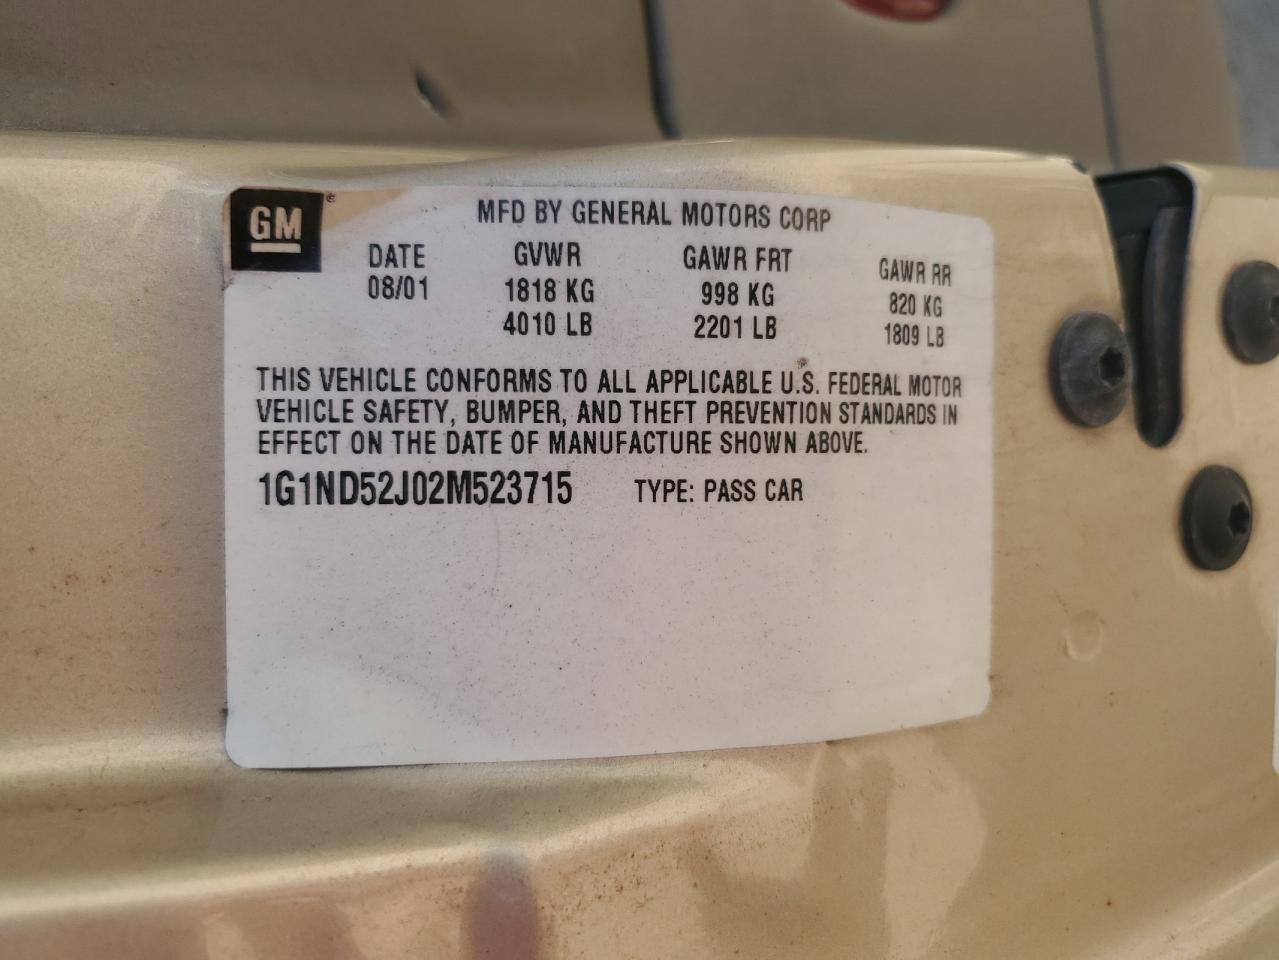 GM ®
MFD BY GENERAL MOTORS CORP
DATE GVWR GAWR FRT GAWR RR
08/01 1818 KG 998 KG 820 KG
4010 LB 2201 LB 1809 LB
THIS VEHICLE CONFORMS TO ALL APPLICABLE U.S. FEDERAL MOTOR
VEHICLE SAFETY, BUMPER, AND THEFT PREVENTION STANDARDS IN
EFFECT ON THE DATE OF MANUFACTURE SHOWN ABOVE.
1G1ND52J02M523715 TYPE: PASS CAR